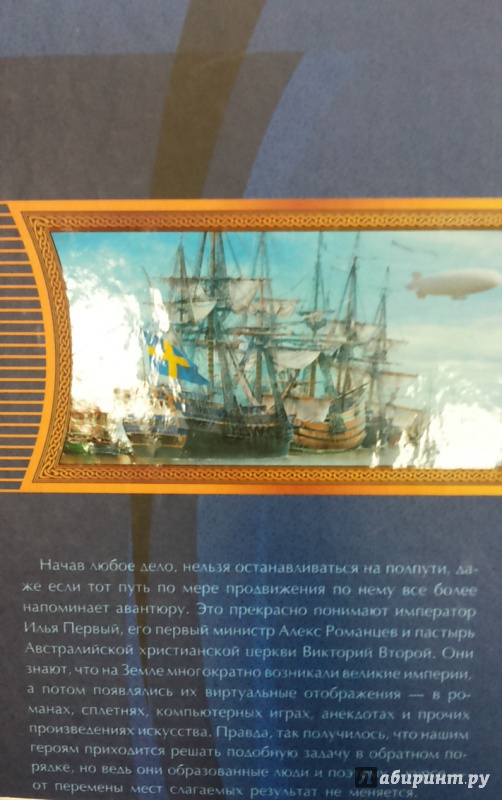 Начав любое дело, нельзя останавливаться на полпути, да-
же если тот путь по мере продвижения по нему все более
напоминает авантюру. Это прекрасно понимают император
Илья Первый, его первый министр Алекс Романцев и пастырь
Австралийской христианской церкви Викторий Второй. Они
знают, что на Земле многократно возникали великие империи,
а потом появлялись их виртуальные отображения — в ро-
манах, сплетнях, компьютерных играх, анекдотах и прочих
произведениях искусства. Правда, так получилось, что нашим
героям приходится решать подобную задачу в обратном по-
рядке, но ведь они образованные люди и
от перемены мест слагаемых результат не меняется.
Лабиринт.ру